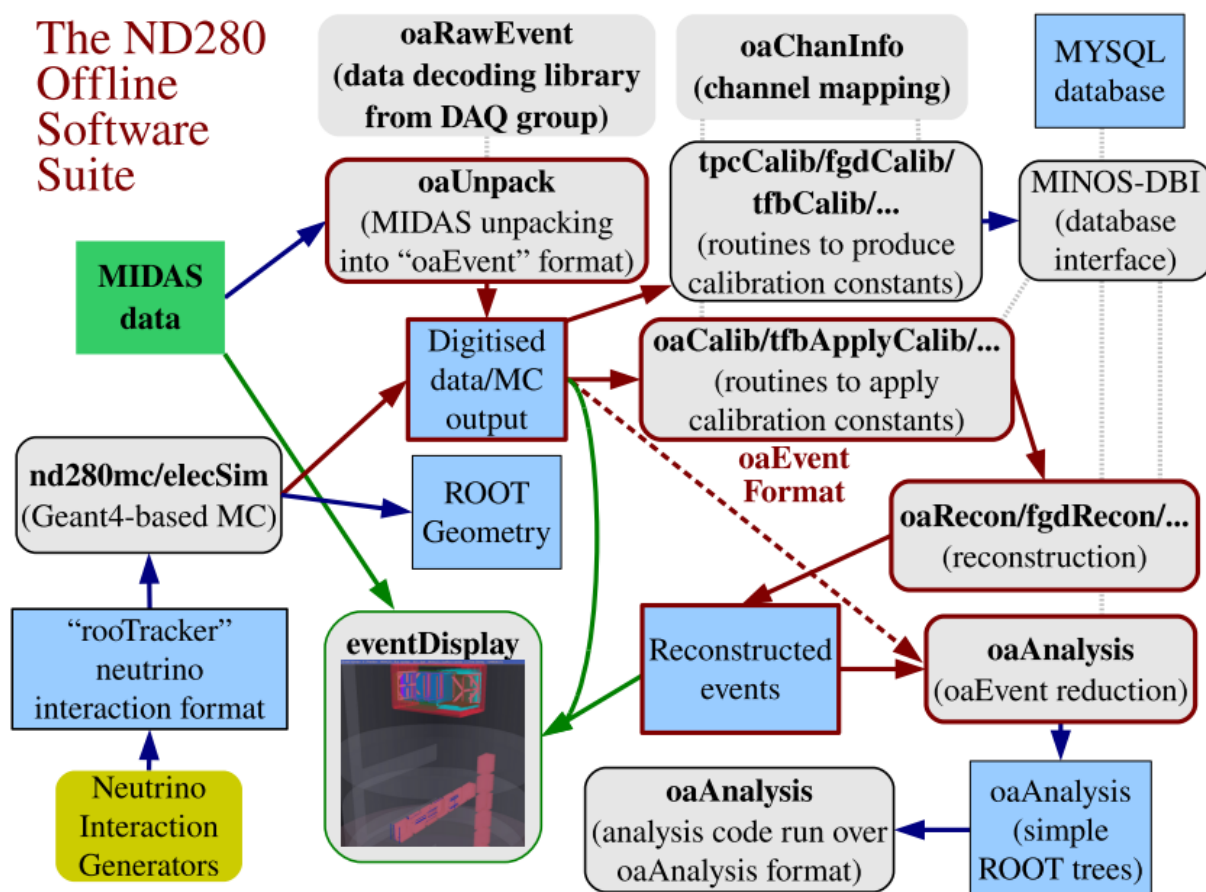 The ND280
Offline
Software
Suite
oaRawEvent
(data decoding library
from DAQ group)
oaChanInfo
(channel mapping)
MYSQL
database
oaUnpack
(MIDAS unpacking
into “oaEvent” format)
tpcCalib/fgdCalib/
tfbCalib/...
(routines to produce
calibration constants)
MINOS-DBI
(database
interface)
MIDAS
data
Digitised
data/MC
output
oaCalib/tfbApplyCalib/...
(routines to apply
calibration constants)
oaEvent
Format
nd280mc/elecSim
(Geant4-based MC)
ROOT
Geometry
oaRecon/fgdRecon/...
(reconstruction)
“rooTracker”
neutrino
interaction format
eventDisplay
Reconstructed
events
oaAnalysis
(oaEvent reduction)
Neutrino
Interaction
Generators
oaAnalysis
(analysis code run over
oaAnalysis format)
oaAnalysis
(simple
ROOT trees)